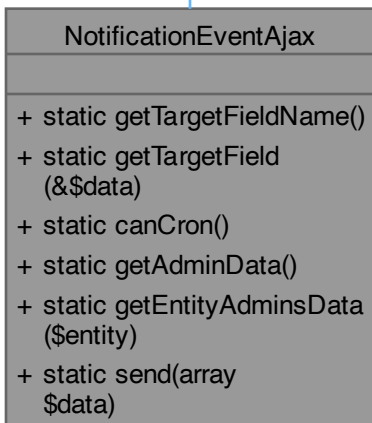 NotificationEventAjax
+ static getTargetFieldName()
+ static getTargetField
(&$data)
+ static canCron()
+ static getAdminData()
+ static getEntityAdminsData
($entity)
+ static send(array
$data)